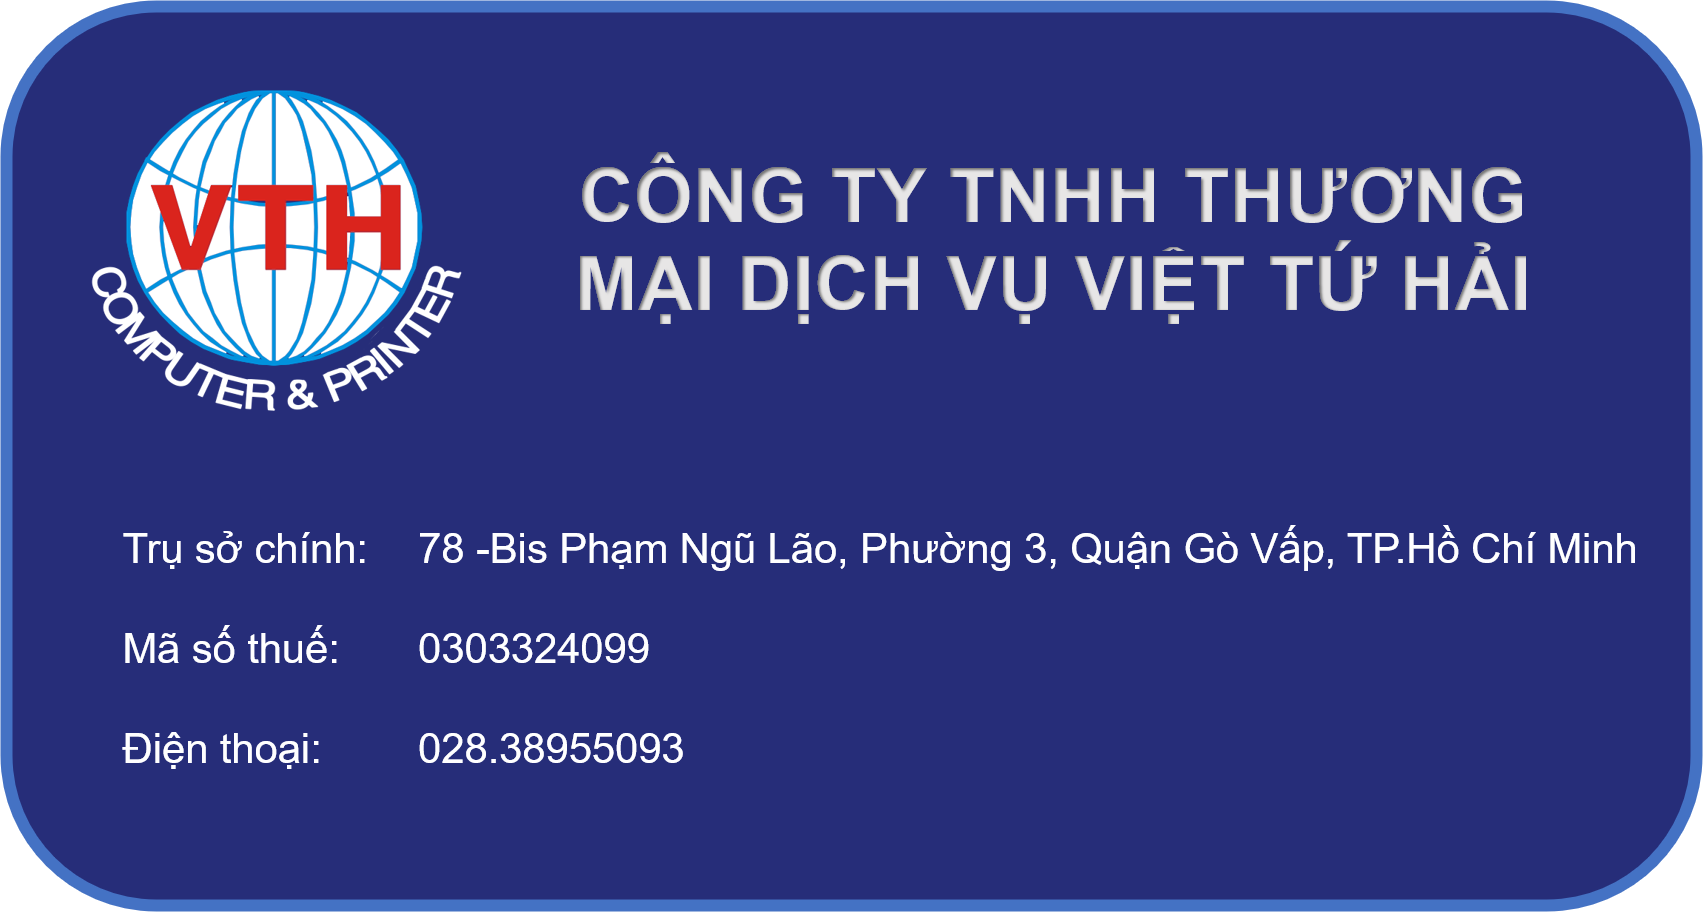 VTH
COMPUTER & PRINTER
CÔNG TY TNHH THƯƠNG
MẠI DỊCH VỤ VIỆT TỨ HẢI
Trụ sở chính: 78 -Bis Phạm Ngũ Lão, Phường 3, Quận Gò Vấp, TP.Hồ Chí Minh
Mã số thuế: 0303324099
Điện thoại: 028.38955093